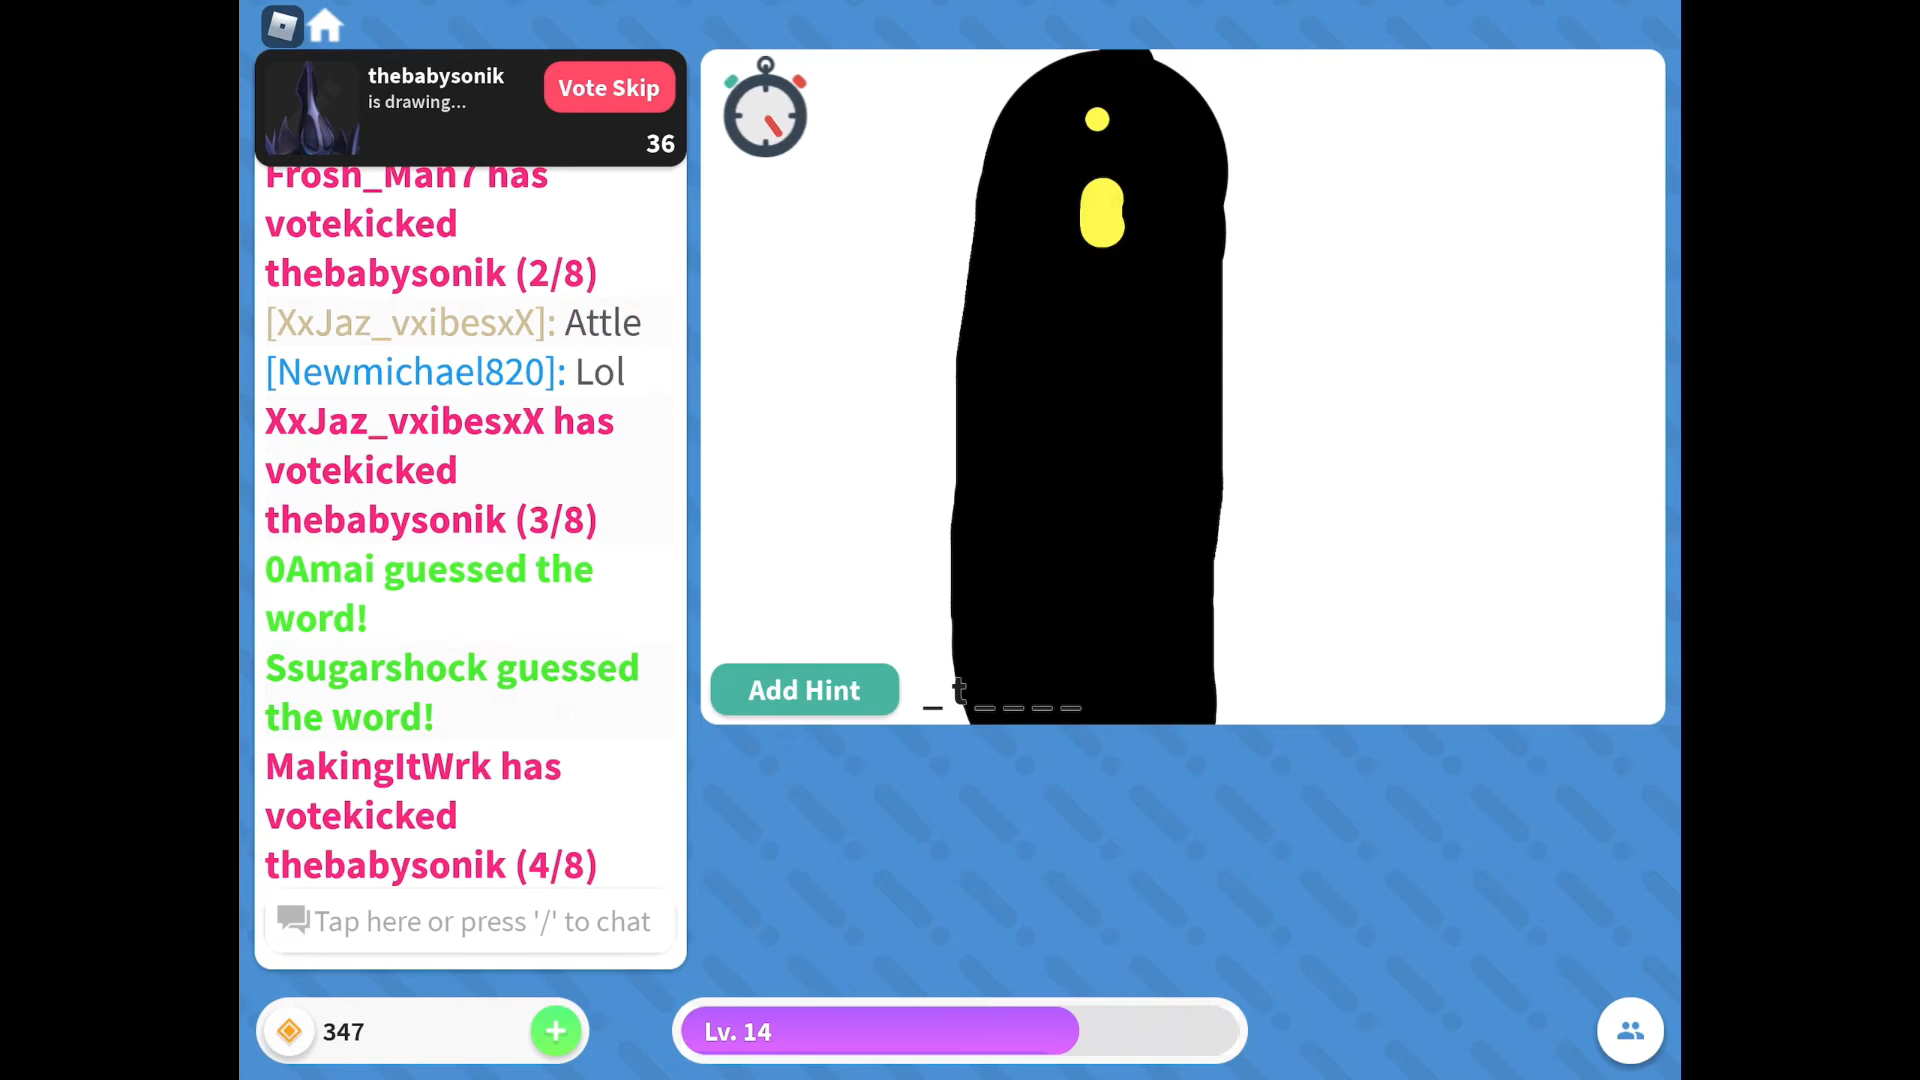 thebabysonik
is drawing...
Vote Skip
36
Frosh_Man7 has
votekicked
thebabysonik (2/8)
[XxJaz_vxibesxX]: Attle
[Newmichael820]: Lol
XxJaz_vxibesxX has
votekicked
thebabysonik (3/8)
0Amai guessed the
word!
Ssugarshock guessed
the word!
MakingItWrk has
votekicked
thebabysonik (4/8)
Tap here or press '/' to chat
Add Hint
_ t _ _ _ _
347
Lv. 14